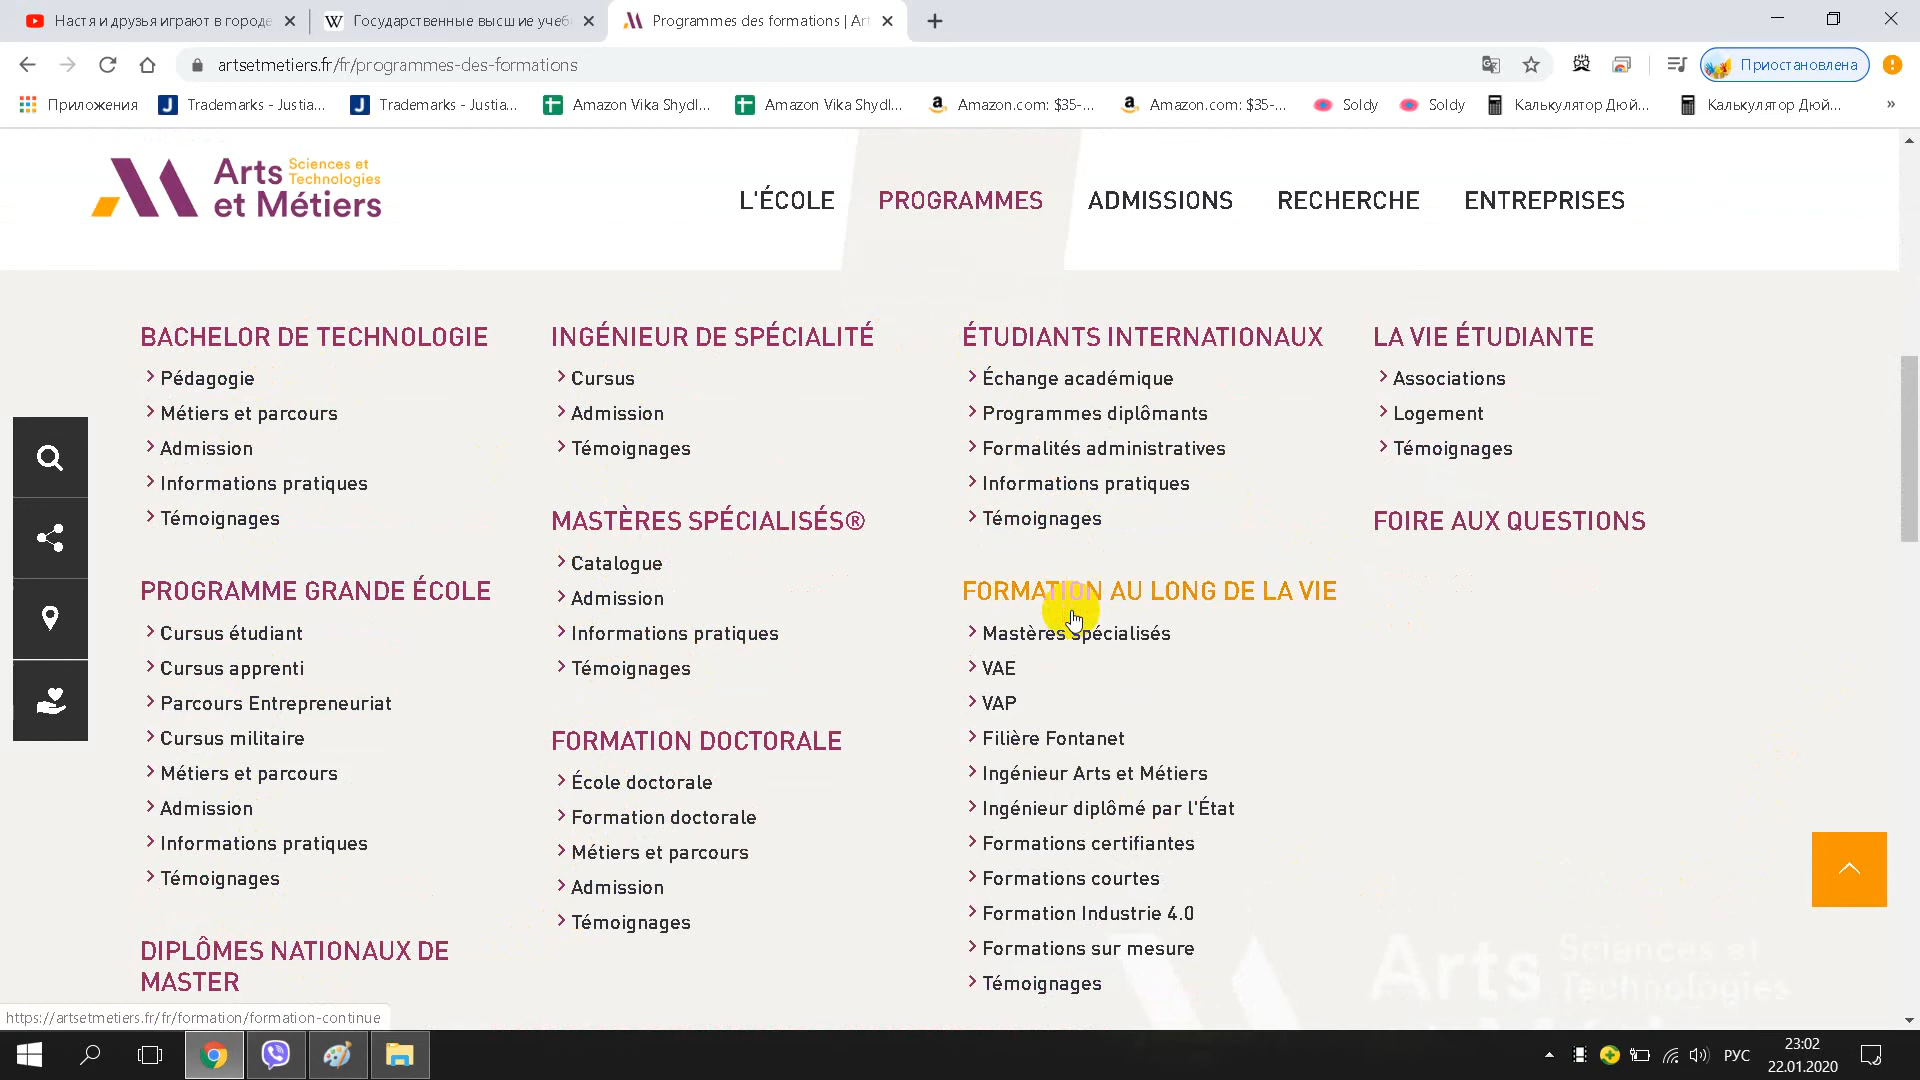 Настя и друзья играют в городе
Государственные высшие учеб
Programmes des formations | Art
artsetmetiers.fr/fr/programmes-des-formations
Приостановлена
Приложения
Trademarks - Justia...
Trademarks - Justia...
Amazon Vika Shydl...
Amazon Vika Shydl...
Amazon.com: $35-...
Amazon.com: $35-...
Soldy
Soldy
Калькулятор Дюй...
Калькулятор Дюй...
»
Arts Sciences et
Technologies
et Métiers
L'ÉCOLE
PROGRAMMES
ADMISSIONS
RECHERCHE
ENTREPRISES
BACHELOR DE TECHNOLOGIE
Pédagogie
Métiers et parcours
Admission
Informations pratiques
Témoignages
PROGRAMME GRANDE ÉCOLE
Cursus étudiant
Cursus apprenti
Parcours Entrepreneuriat
Cursus militaire
Métiers et parcours
Admission
Informations pratiques
Témoignages
DIPLÔMES NATIONAUX DE
MASTER
INGÉNIEUR DE SPÉCIALITÉ
Cursus
Admission
Témoignages
MASTÈRES SPÉCIALISÉS®
Catalogue
Admission
Informations pratiques
Témoignages
FORMATION DOCTORALE
École doctorale
Formation doctorale
Métiers et parcours
Admission
Témoignages
ÉTUDIANTS INTERNATIONAUX
Échange académique
Programmes diplômants
Formalités administratives
Informations pratiques
Témoignages
FORMATION AU LONG DE LA VIE
Mastères spécialisés
VAE
VAP
Filière Fontanet
Ingénieur Arts et Métiers
Ingénieur diplômé par l'État
Formations certifiantes
Formations courtes
Formation Industrie 4.0
Formations sur mesure
Témoignages
LA VIE ÉTUDIANTE
Associations
Logement
Témoignages
FOIRE AUX QUESTIONS
Arts Sciences et
Technologies
https://artsetmetiers.fr/fr/formation/formation-continue
РУС
23:02
22.01.2020